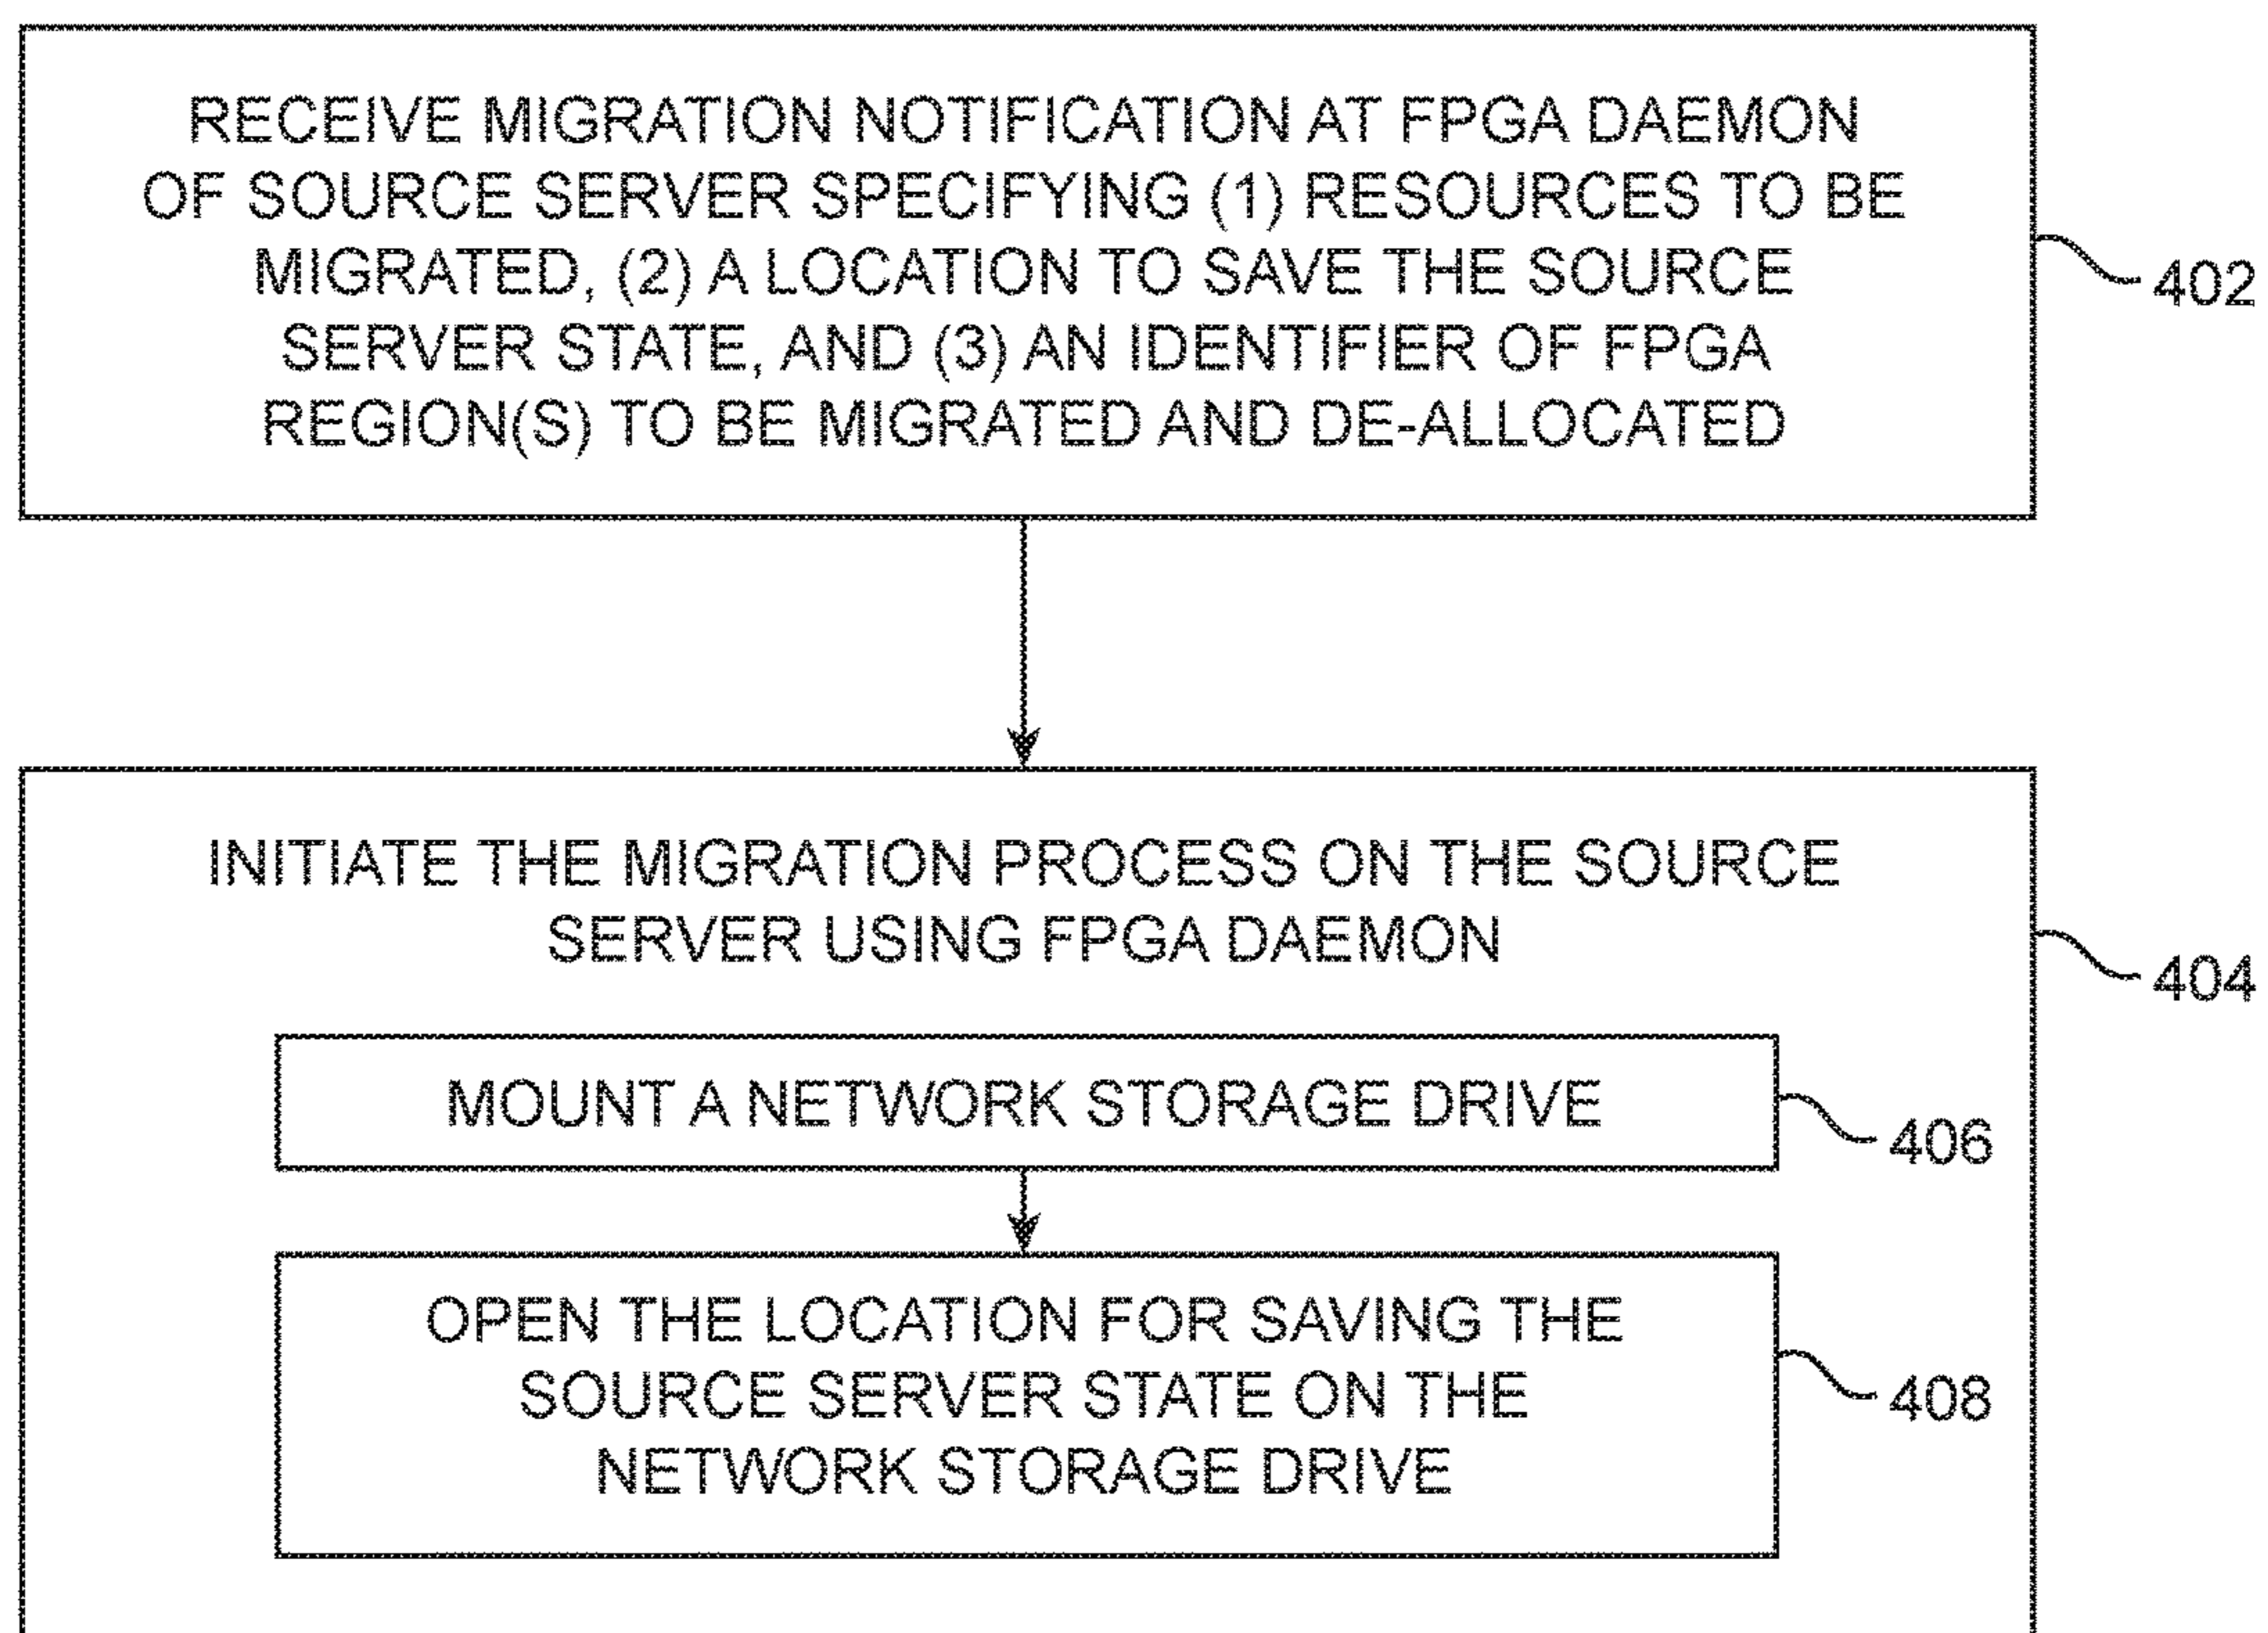 RECEIVE MIGRATION NOTIFICATION AT FPGA DAEMON
OF SOURCE SERVER SPECIFYING (1) RESOURCES TO BE
MIGRATED, (2) A LOCATION TO SAVE THE SOURCE
SERVER STATE, AND (3) AN IDENTIFIER OF FPGA
REGION(S) TO BE MIGRATED AND DE-ALLOCATED
402
INITIATE THE MIGRATION PROCESS ON THE SOURCE
SERVER USING FPGA DAEMON
404
MOUNT A NETWORK STORAGE DRIVE
406
OPEN THE LOCATION FOR SAVING THE
SOURCE SERVER STATE ON THE
NETWORK STORAGE DRIVE
408